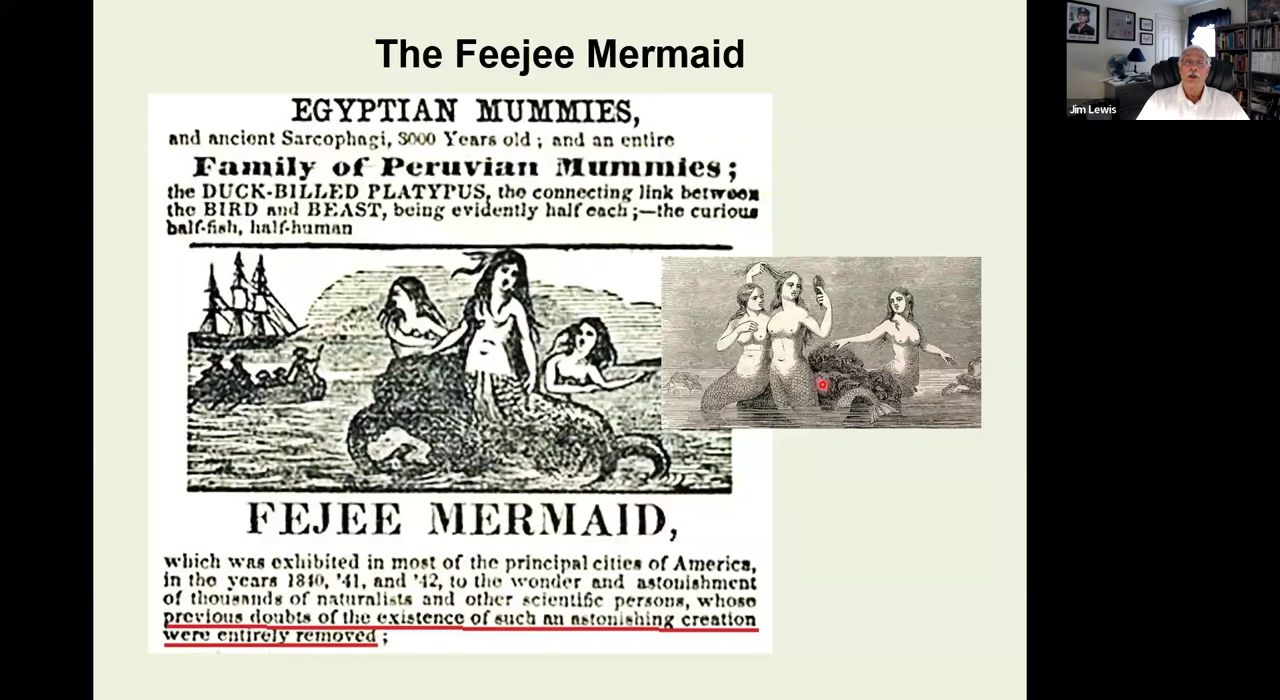 The Feejee Mermaid
EGYPTIAN MUMMIES,
and ancient Sarcophagi, 3000 Years old ; and an entire
Family of Peruvian Mummies ;
the DUCK-BILLED PLATYPUS, the connecting link between
the BIRD and BEAST, being evidently half each ;—the curious
half-fish, half-human
FEJEE MERMAID,
which was exhibited in most of the principal cities of America,
in the years 1840, '41, and '42, to the wonder and astonishment
of thousands of naturalists and other scientific persons, whose
previous doubts of the existence of such an astonishing creation
were entirely removed ;
Jim Lewis